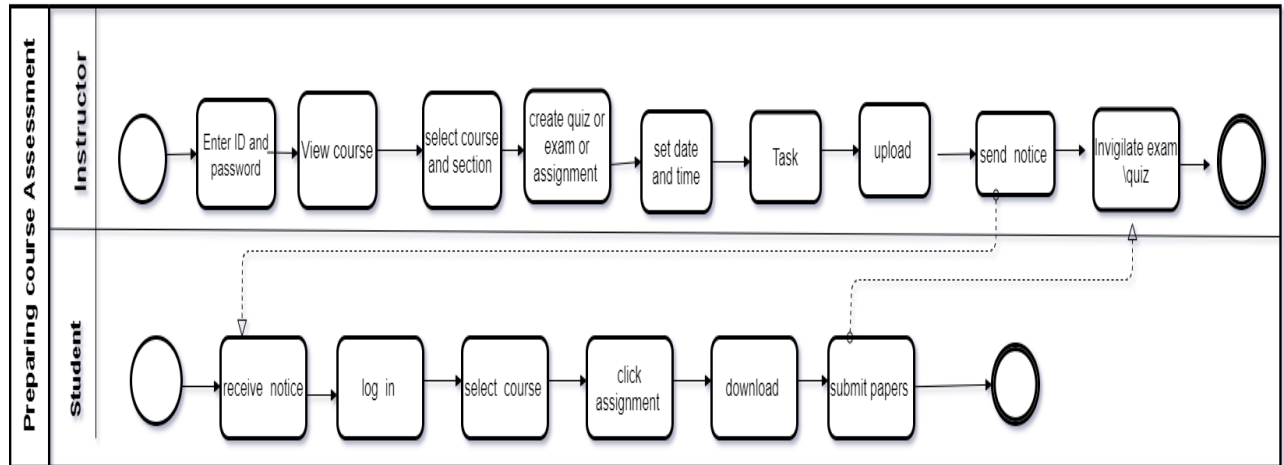 Preparing course Assessment
Instructor
Enter ID and
password
View course
select course
and section
create quiz or
exam or
assignment
set date
and time
Task
upload
send notice
Invigilate exam
\quiz
Student
receive notice
log in
select course
click
assignment
download
submit papers